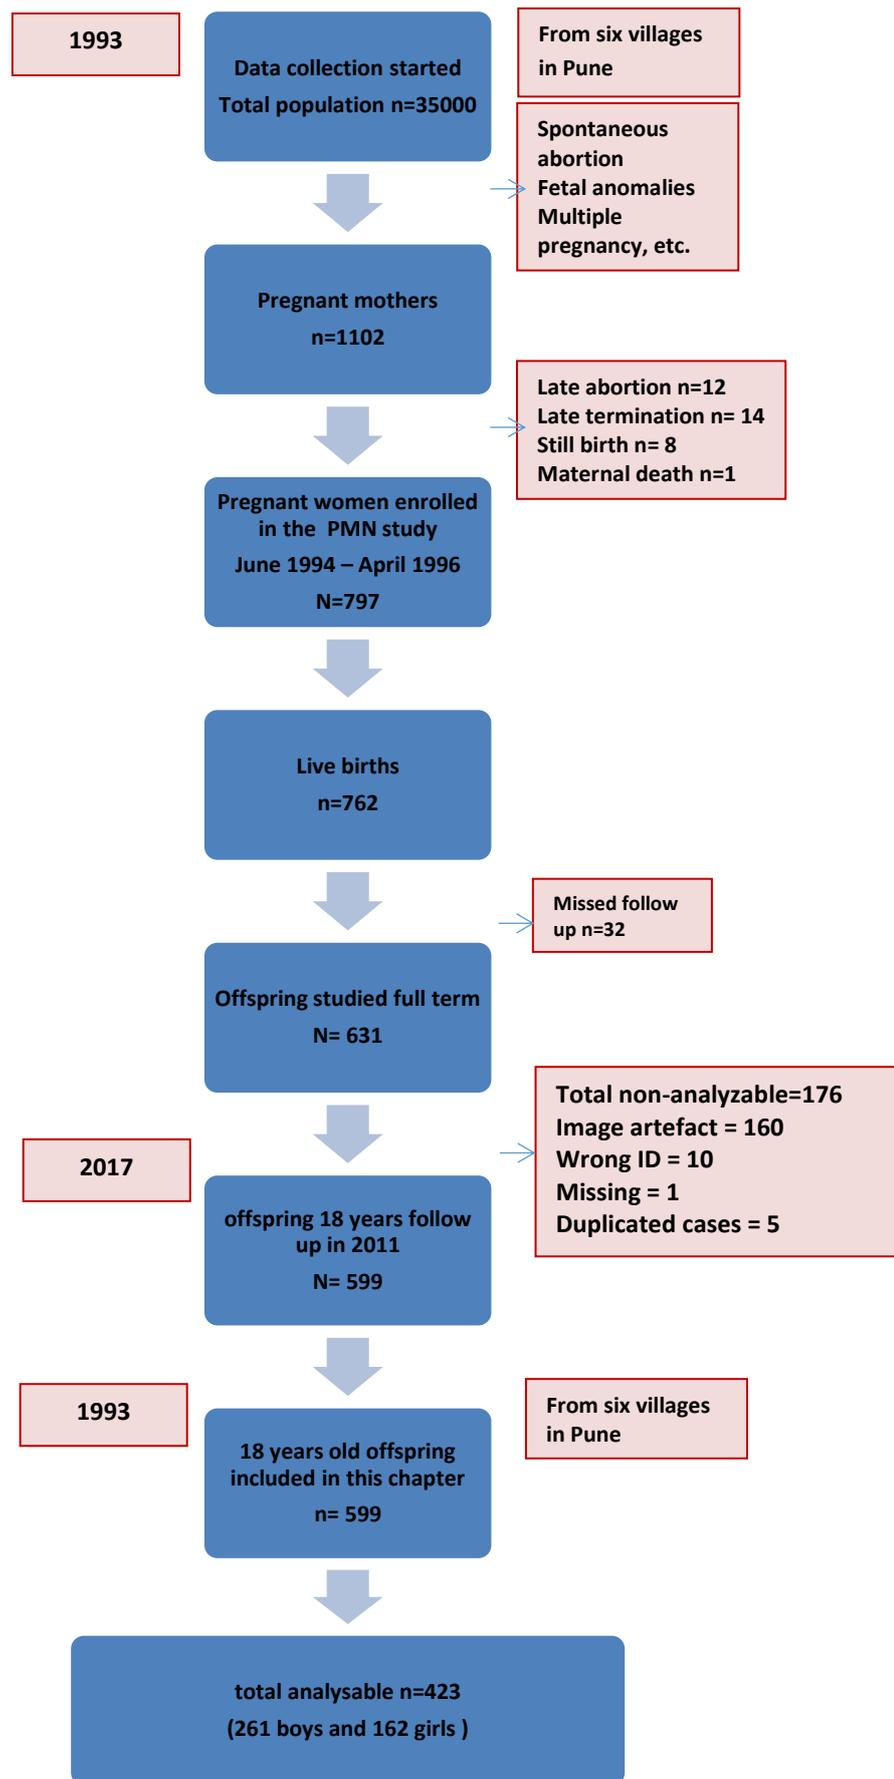 1993
Data collection started
Total population n=35000
From six villages
in Pune
Spontaneous
abortion
Fetal anomalies
Multiple
pregnancy, etc.
Pregnant mothers
n=1102
Late abortion n=12
Late termination n= 14
Still birth n= 8
Maternal death n=1
Pregnant women enrolled
in the PMN study
June 1994 – April 1996
N=797
Live births
n=762
Missed follow
up n=32
Offspring studied full term
N= 631
Total non-analyzable=176
Image artefact = 160
Wrong ID = 10
Missing = 1
Duplicated cases = 5
2017
offspring 18 years follow
up in 2011
N= 599
1993
From six villages
in Pune
18 years old offspring
included in this chapter
n= 599
total analysable n=423
(261 boys and 162 girls )